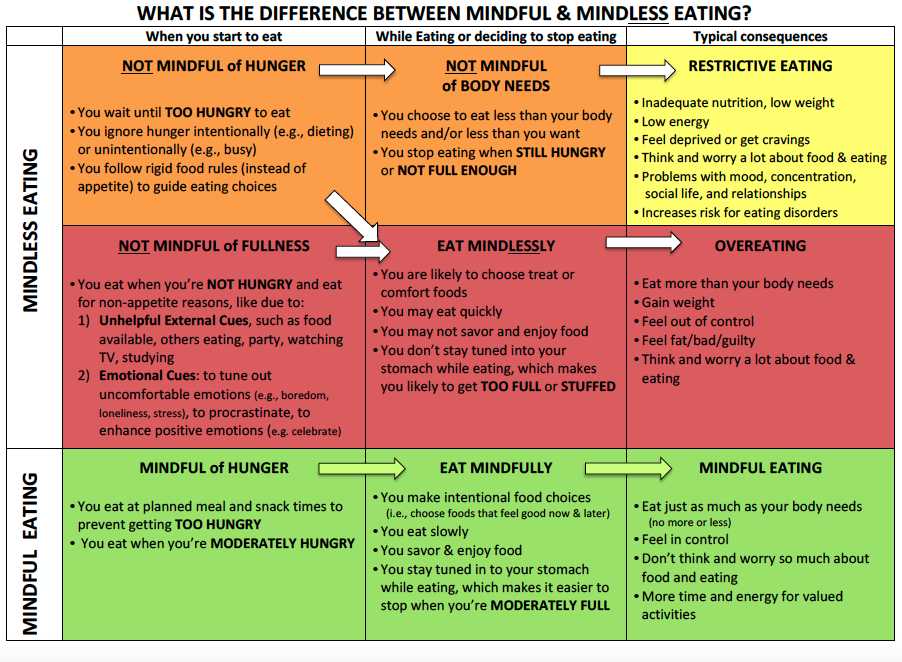 WHAT IS THE DIFFERENCE BETWEEN MINDFUL & MINDLESS EATING?
When you start to eat
While Eating or deciding to stop eating
Typical consequences
MINDLESS EATING
NOT MINDFUL of HUNGER
• You wait until TOO HUNGRY to eat
• You ignore hunger intentionally (e.g., dieting)
or unintentionally (e.g., busy)
• You follow rigid food rules (instead of
appetite) to guide eating choices
NOT MINDFUL
of BODY NEEDS
• You choose to eat less than your body
needs and/or less than you want
• You stop eating when STILL HUNGRY
or NOT FULL ENOUGH
RESTRICTIVE EATING
• Inadequate nutrition, low weight
• Low energy
• Feel deprived or get cravings
• Think and worry a lot about food & eating
• Problems with mood, concentration,
social life, and relationships
• Increases risk for eating disorders
NOT MINDFUL of FULLNESS
• You eat when you're NOT HUNGRY and eat
for non-appetite reasons, like due to:
1) Unhelpful External Cues, such as food
available, others eating, party, watching
TV, studying
2) Emotional Cues: to tune out
uncomfortable emotions (e.g., boredom,
loneliness, stress), to procrastinate, to
enhance positive emotions (e.g. celebrate)
EAT MINDLESSLY
• You are likely to choose treat or
comfort foods
• You may eat quickly
• You may not savor and enjoy food
• You don't stay tuned into your
stomach while eating, which makes
you likely to get TOO FULL or STUFFED
OVEREATING
• Eat more than your body needs
• Gain weight
• Feel out of control
• Feel fat/bad/guilty
• Think and worry a lot about food &
eating
MINDFUL EATING
MINDFUL of HUNGER
• You eat at planned meal and snack times to
prevent getting TOO HUNGRY
• You eat when you're MODERATELY HUNGRY
EAT MINDFULLY
• You make intentional food choices
(i.e., choose foods that feel good now & later)
• You eat slowly
• You savor & enjoy food
• You stay tuned in to your stomach
while eating, which makes it easier to
stop when you're MODERATELY FULL
MINDFUL EATING
• Eat just as much as your body needs
(no more or less)
• Feel in control
• Don't think and worry so much about
food and eating
• More time and energy for valued
activities